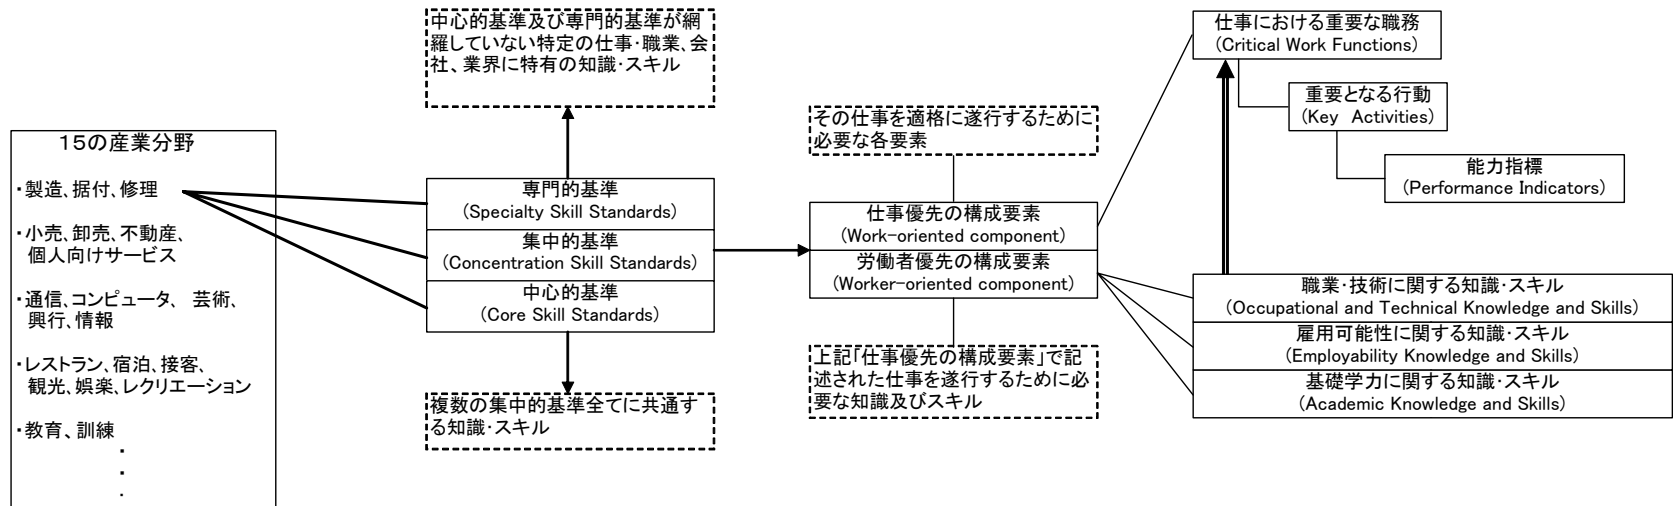 15の産業分野
・製造、据付、修理
・小売、卸売、不動産、
個人向けサービス
・通信、コンピュータ、 芸術、
興行、情報
・レストラン、宿泊、接客、
観光、娯楽、レクリエーション
・教育、訓練
・
・
・
中心的基準及び専門的基準が網
羅していない特定の仕事・職業、会
社、業界に特有の知識・スキル
専門的基準
(Specialty Skill Standards)
集中的基準
(Concentration Skill Standards)
中心的基準
(Core Skill Standards)
複数の集中的基準全てに共通す
る知識・スキル
その仕事を適格に遂行するために
必要な各要素
仕事優先の構成要素
(Work-oriented component)
労働者優先の構成要素
(Worker-oriented component)
上記「仕事優先の構成要素」で記
述された仕事を遂行するために必
要な知識及びスキル
仕事における重要な職務
(Critical Work Functions)
重要となる行動
(Key Activities)
能力指標
(Performance Indicators)
職業・技術に関する知識・スキル
(Occupational and Technical Knowledge and Skills)
雇用可能性に関する知識・スキル
(Employability Knowledge and Skills)
基礎学力に関する知識・スキル
(Academic Knowledge and Skills)